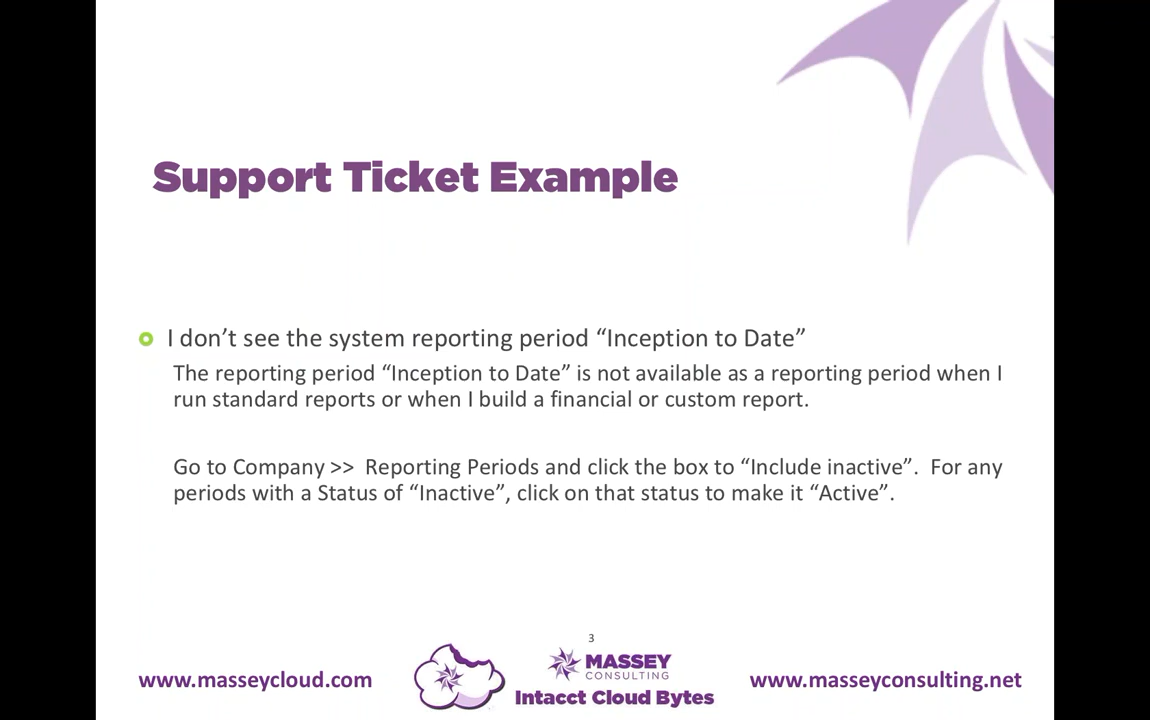 Support Ticket Example
I don’t see the system reporting period “Inception to Date”
The reporting period “Inception to Date” is not available as a reporting period when I
run standard reports or when I build a financial or custom report.
Go to Company >>  Reporting Periods and click the box to “Include inactive”.  For any
periods with a Status of “Inactive”, click on that status to make it “Active”.
3
www.masseycloud.com
MASSEY
CONSULTING
Intacct Cloud Bytes
www.masseyconsulting.net